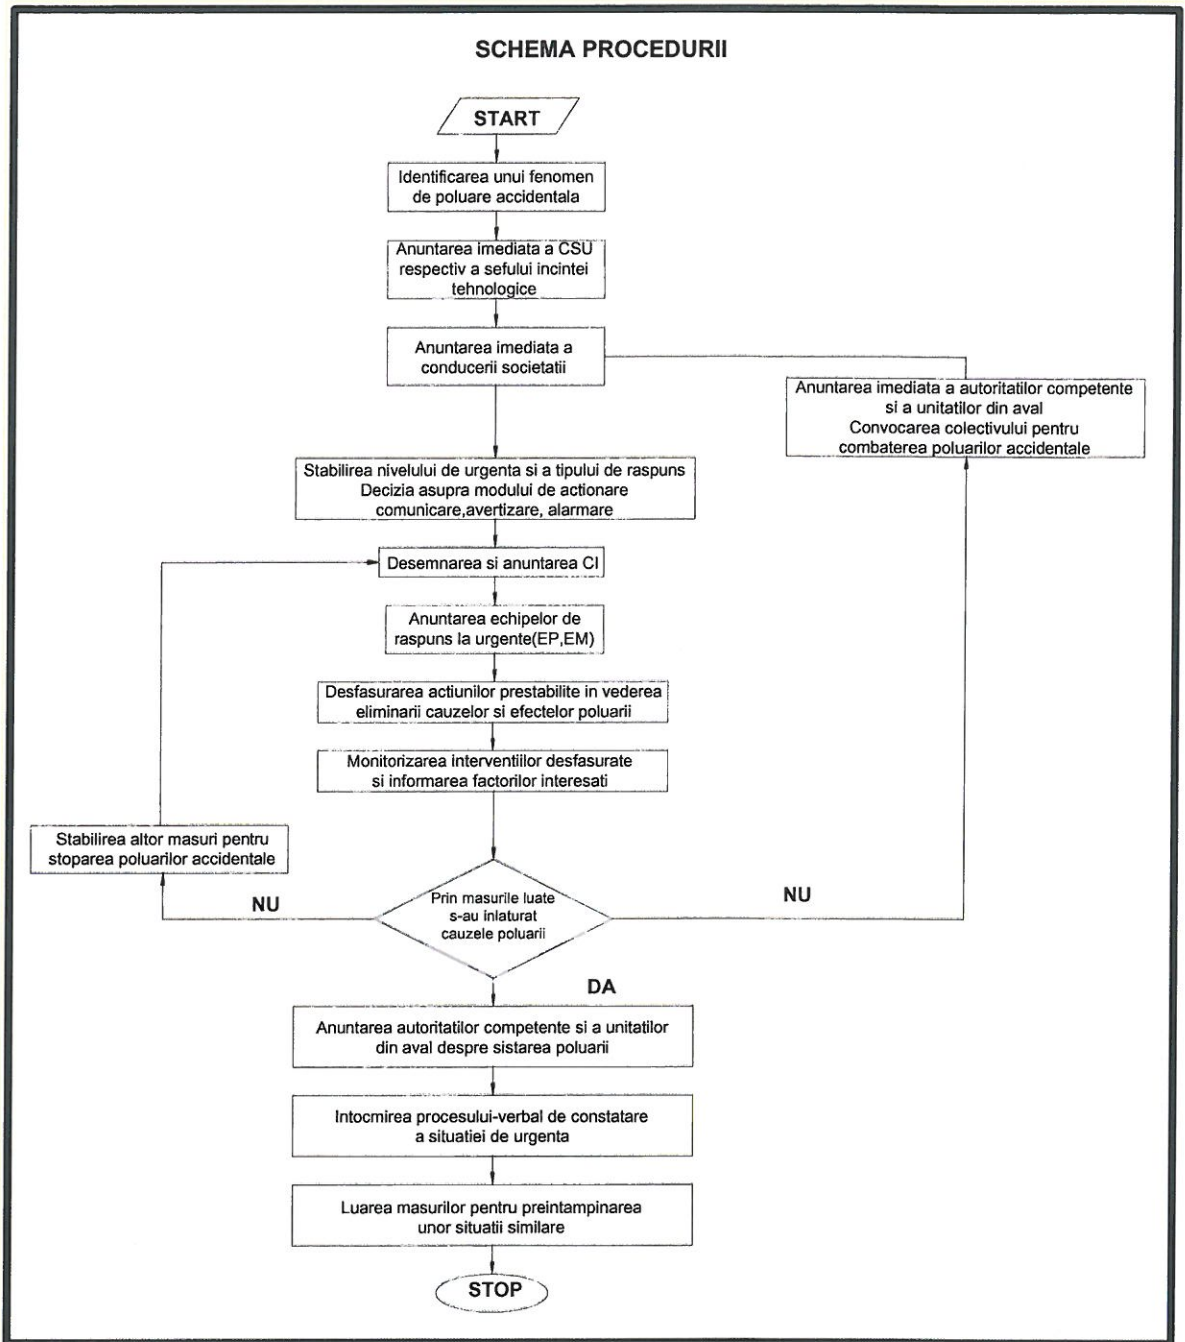 SCHEMA PROCEDURII
START
Identificarea unui fenomen
de poluare accidentala
Anuntarea imediata a CSU
respectiv a sefului incintei
tehnologice
Anuntarea imediata a
conducerii societatii
Anuntarea imediata a autoritatilor competente
si a unitatilor din aval
Convocarea colectivului pentru
combaterea poluarilor accidentale
Stabilirea nivelului de urgenta si a tipului de raspuns
Decizia asupra modului de actionare
comunicare,avertizare, alarmare
Desemnarea si anuntarea CI
Anuntarea echipelor de
raspuns la urgente(EP,EM)
Desfasurarea actiunilor prestabilite in vederea
eliminarii cauzelor si efectelor poluarii
Monitorizarea interventiilor desfasurate
si informarea factorilor interesati
Stabilirea altor masuri pentru
stoparea poluarilor accidentale
NU
Prin masurile luate
s-au inlaturat
cauzele poluarii
NU
DA
Anuntarea autoritatilor competente si a unitatilor
din aval despre sistarea poluarii
Intocmirea procesului-verbal de constatare
a situatiei de urgenta
Luarea masurilor pentru preintampinarea
unor situatii similare
STOP